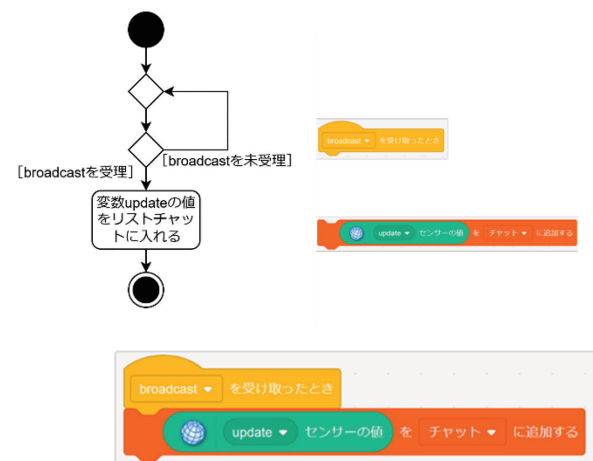 [broadcastを未受理]
[broadcastを受理]
変数updateの値
をリストチャッ
トに入れる
broadcast を受け取ったとき
update センサーの値 を チャット に追加する
broadcast を受け取ったとき
update センサーの値 を チャット に追加する